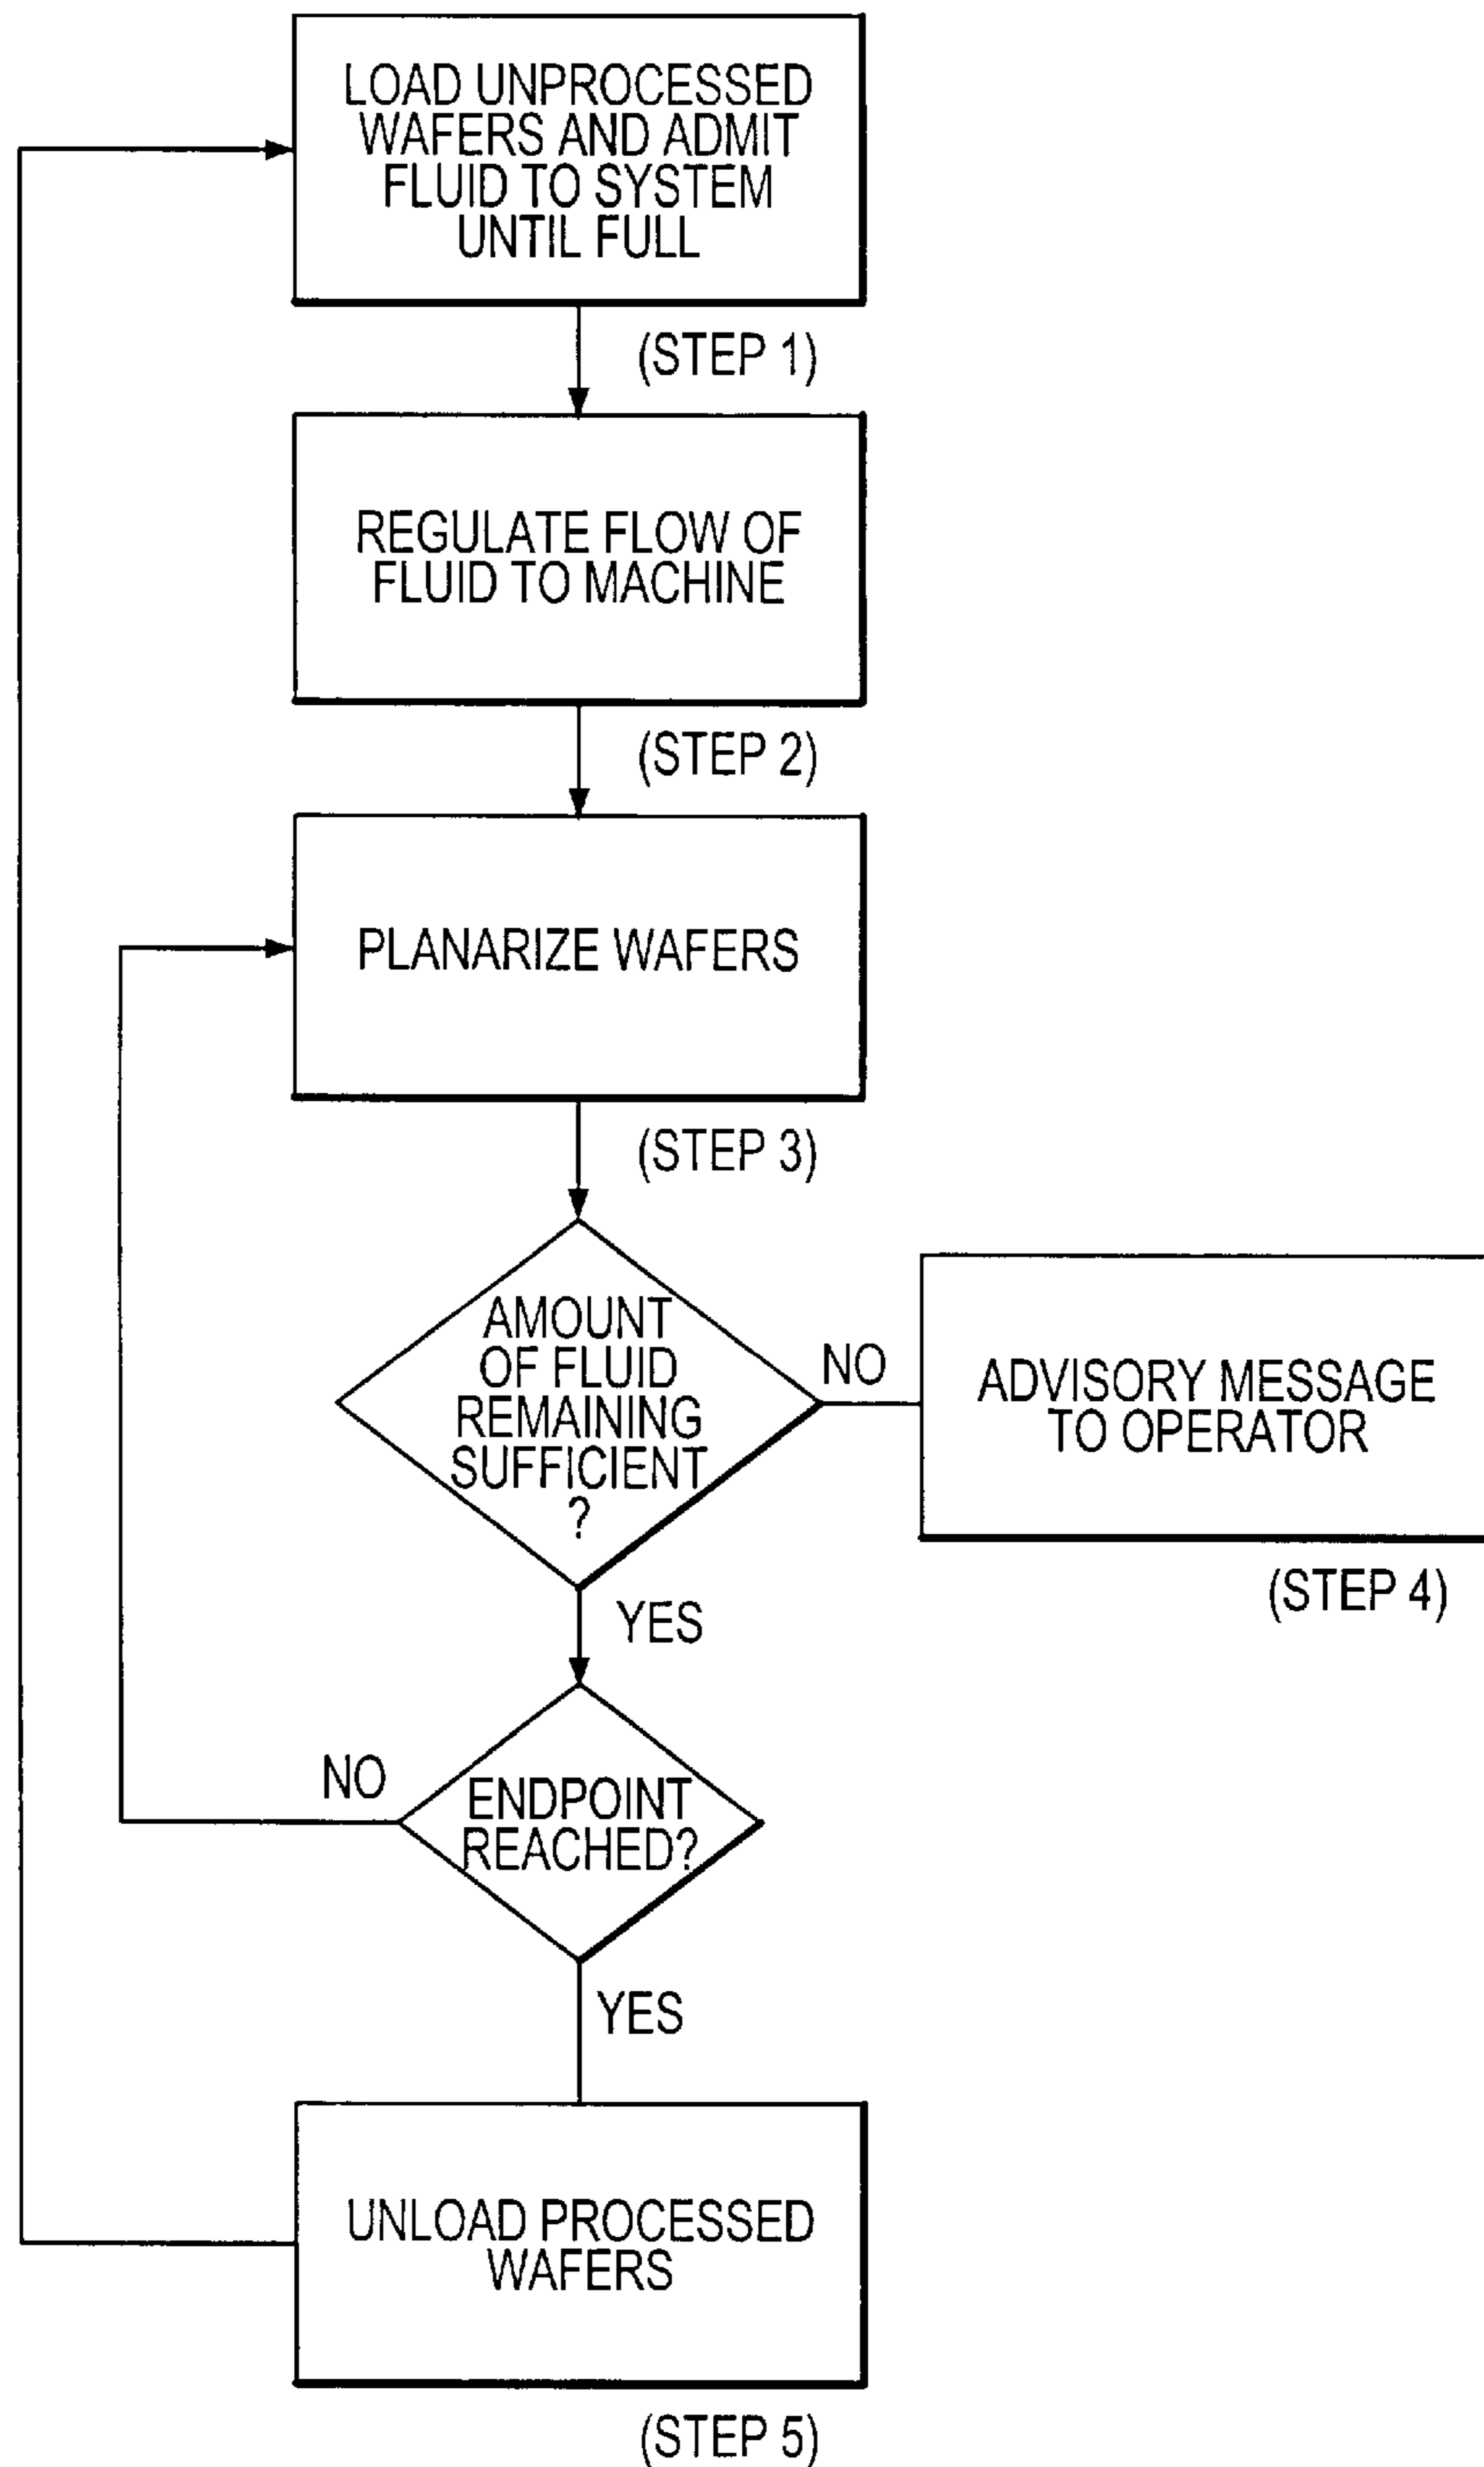 LOAD UNPROCESSED
WAFERS AND ADMIT
FLUID TO SYSTEM
UNTIL FULL
(STEP 1)
REGULATE FLOW OF
FLUID TO MACHINE
(STEP 2)
PLANARIZE WAFERS
(STEP 3)
AMOUNT
OF FLUID
REMAINING
SUFFICIENT
?
NO
ADVISORY MESSAGE
TO OPERATOR
(STEP 4)
YES
ENDPOINT
REACHED?
NO
YES
UNLOAD PROCESSED
WAFERS
(STEP 5)